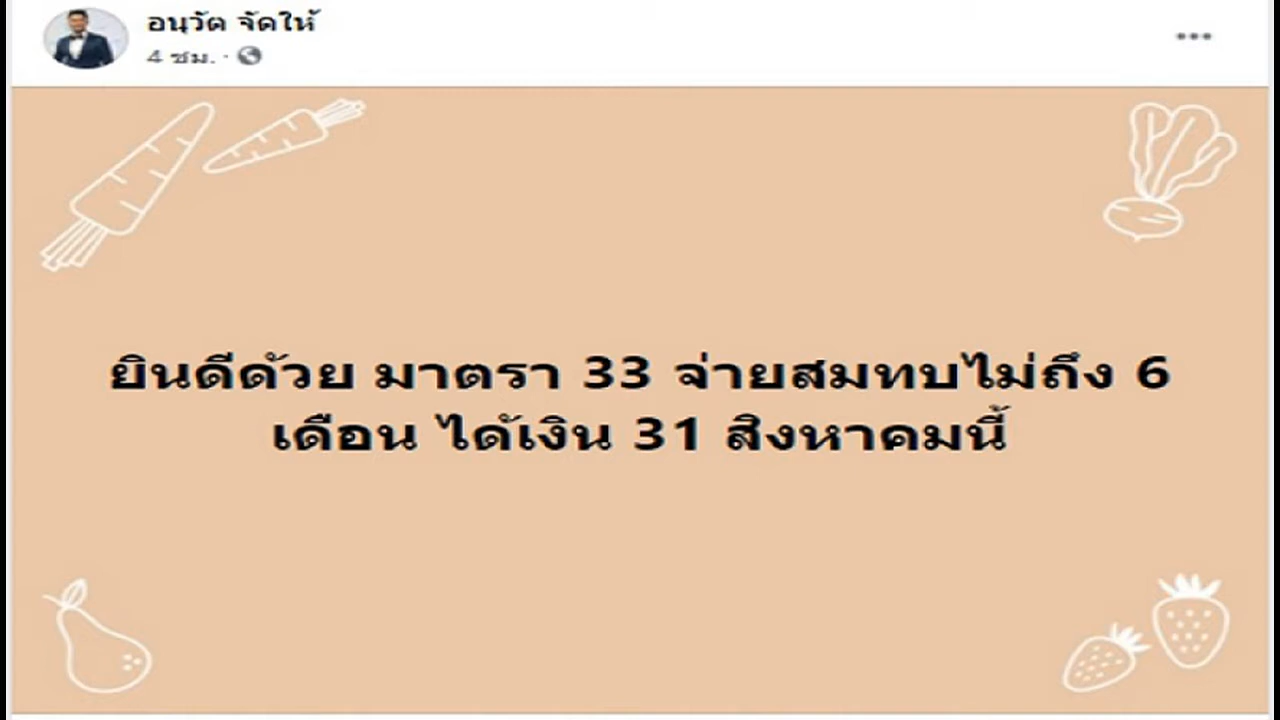 อนุวัต จัดให้
4 ชม. ·
ยินดีด้วย มาตรา 33 จ่ายสมทบไม่ถึง 6
เดือน ได้เงิน 31 สิงหาคมนี้